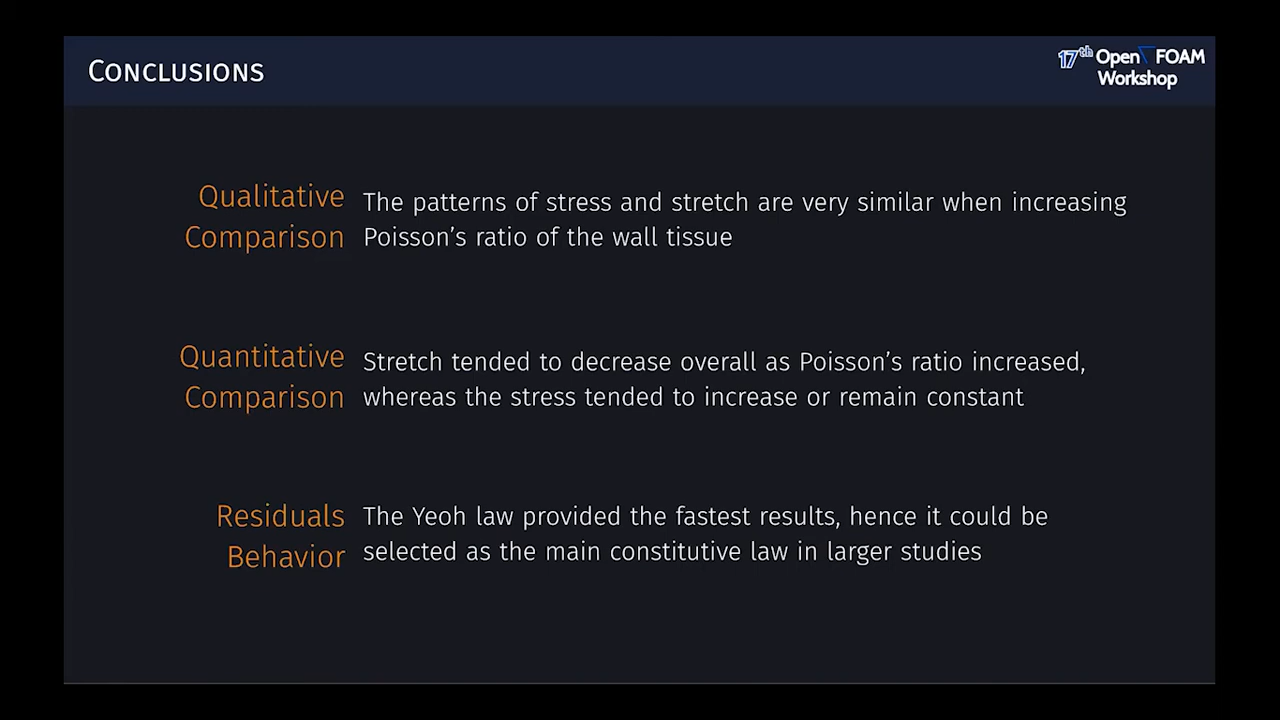 CONCLUSIONS
17th Open FOAM
Workshop
Qualitative
Comparison
The patterns of stress and stretch are very similar when increasing
Poisson's ratio of the wall tissue
Quantitative
Comparison
Stretch tended to decrease overall as Poisson's ratio increased,
whereas the stress tended to increase or remain constant
Residuals
Behavior
The Yeoh law provided the fastest results, hence it could be
selected as the main constitutive law in larger studies